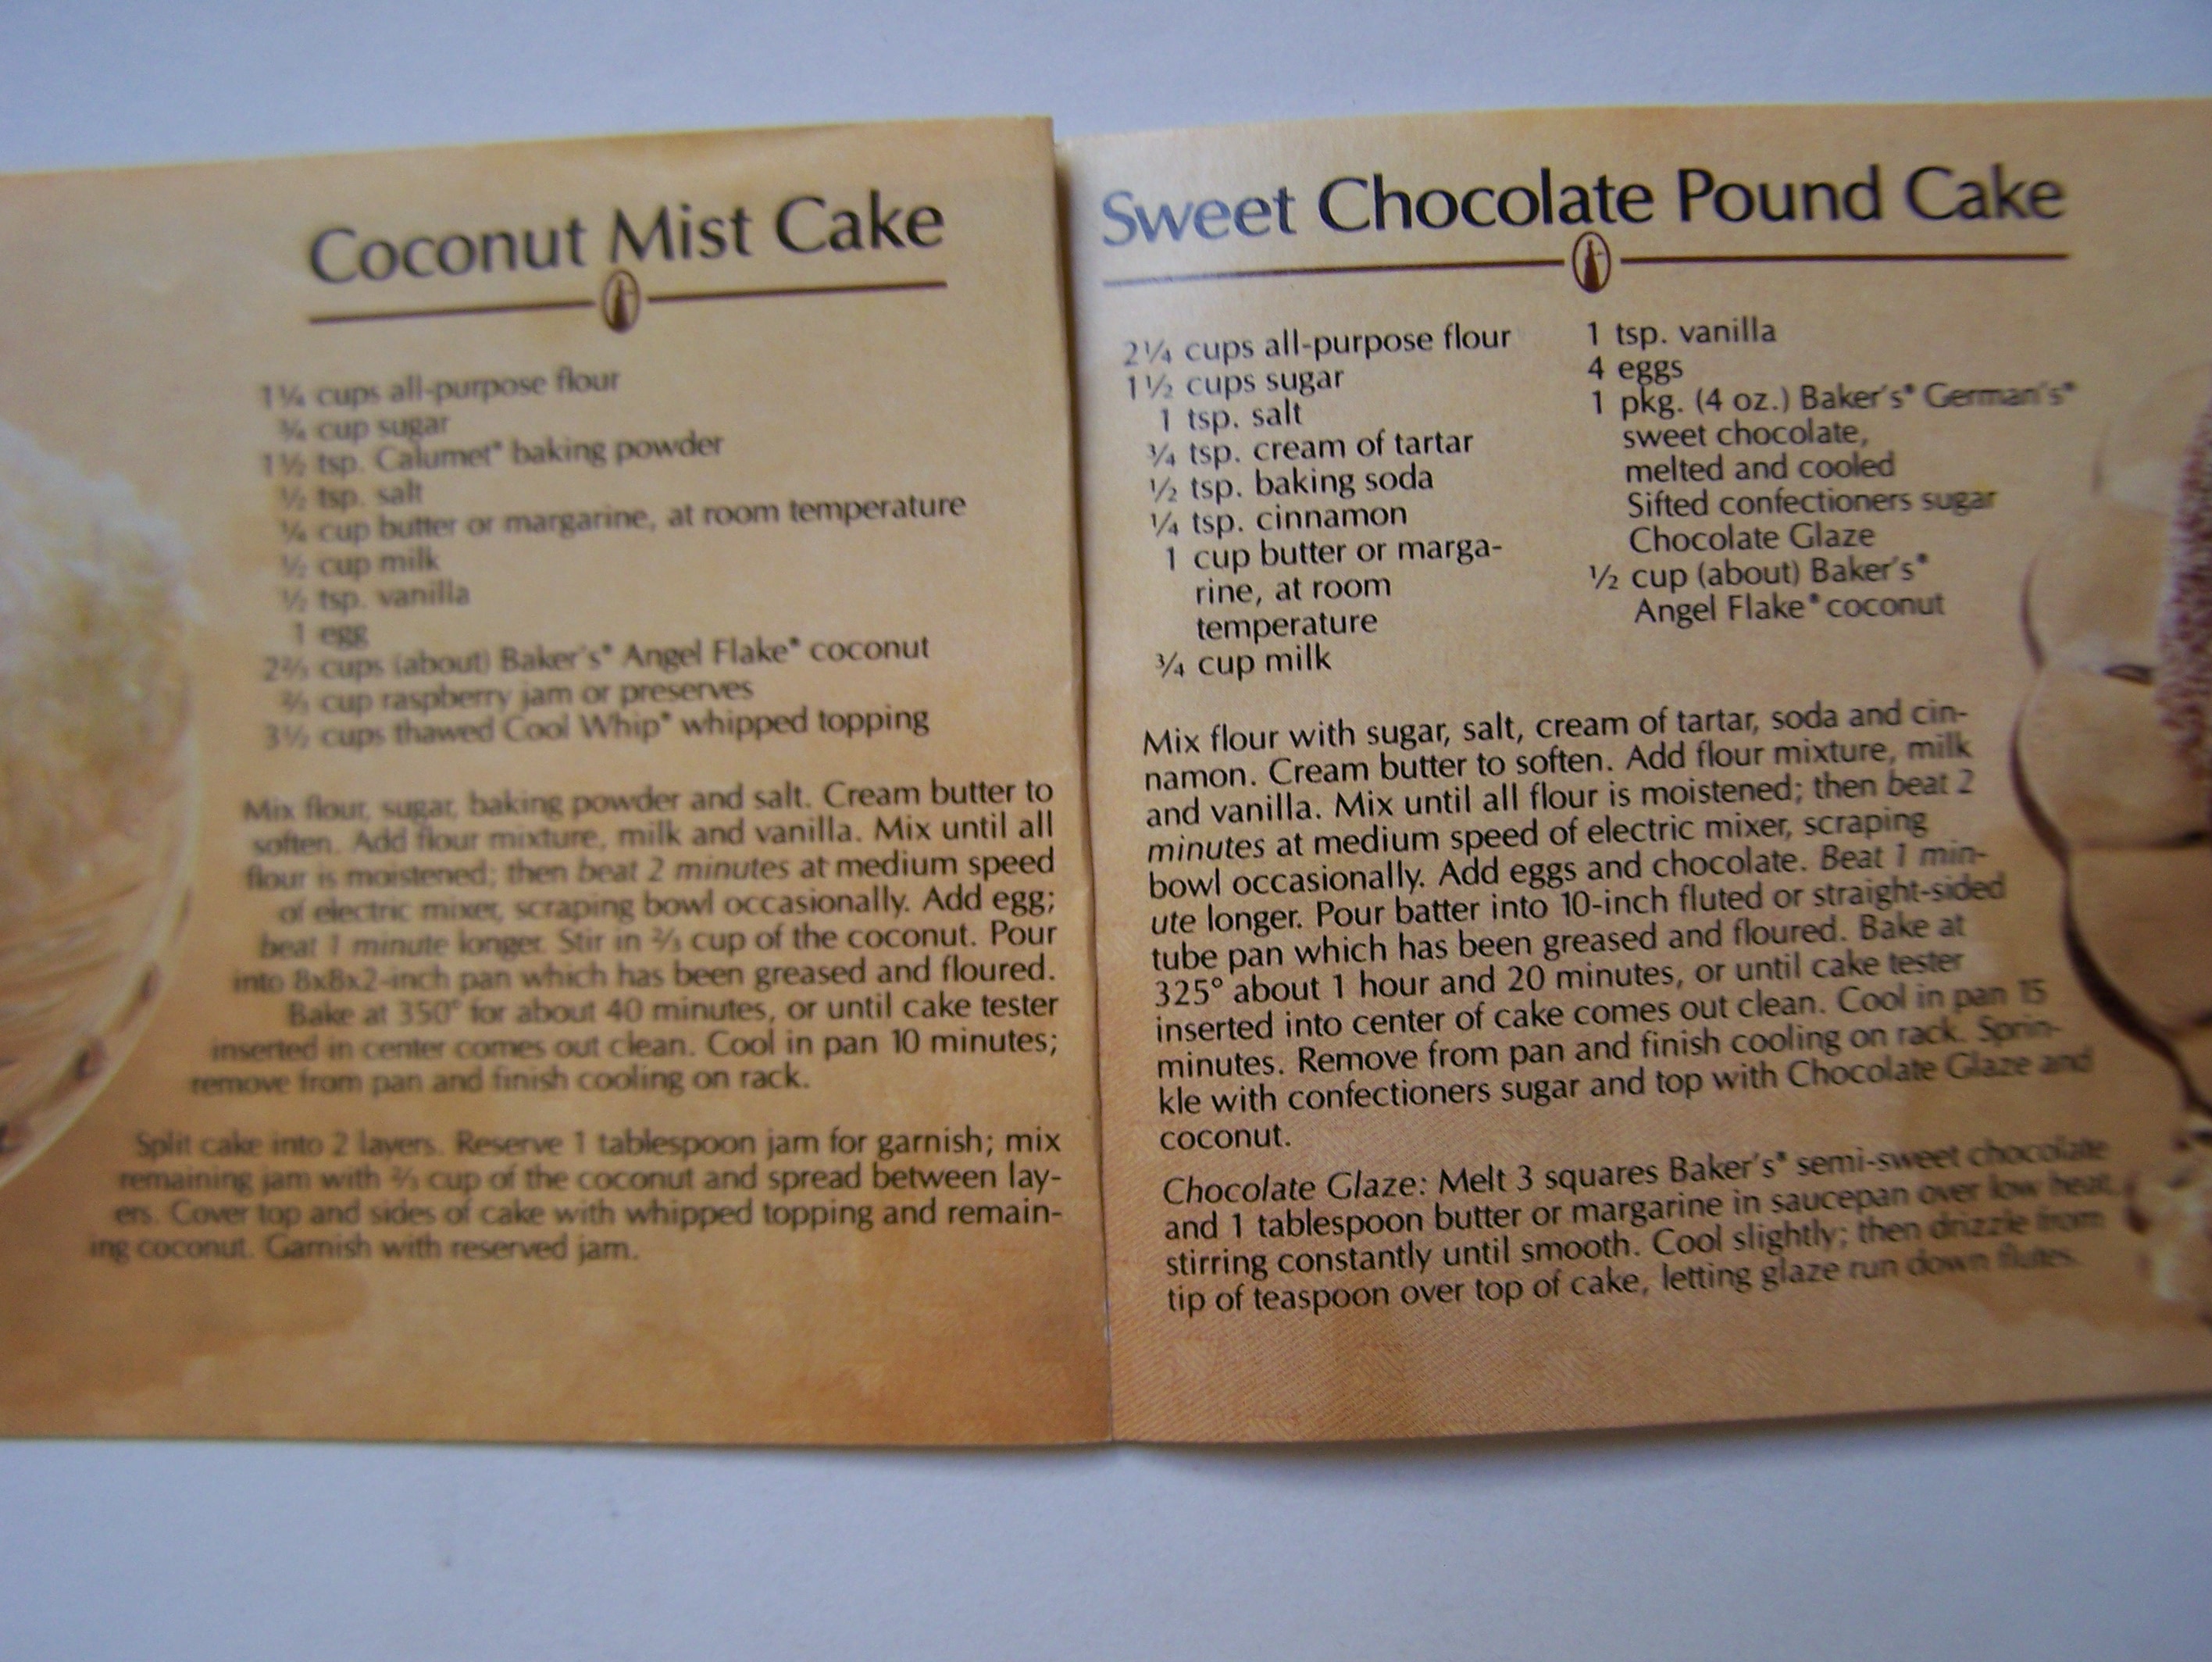 Coconut Mist Cake
1¼ cups all-purpose flour
¾ cup sugar
1½ tsp. Calumet® baking powder
½ tsp. salt
¼ cup butter or margarine, at room temperature
½ cup milk
½ tsp. vanilla
1 egg
2⅔ cups (about) Baker's® Angel Flake® coconut
⅔ cup raspberry jam or preserves
3½ cups thawed Cool Whip® whipped topping
Mix flour, sugar, baking powder and salt. Cream butter to
soften. Add flour mixture, milk and vanilla. Mix until all
flour is moistened; then beat 2 minutes at medium speed
of electric mixer, scraping bowl occasionally. Add egg;
beat 1 minute longer. Stir in ⅔ cup of the coconut. Pour
into 8x8x2-inch pan which has been greased and floured.
Bake at 350° for about 40 minutes, or until cake tester
inserted in center comes out clean. Cool in pan 10 minutes;
remove from pan and finish cooling on rack.
Split cake into 2 layers. Reserve 1 tablespoon jam for garnish; mix
remaining jam with ⅔ cup of the coconut and spread between lay-
ers. Cover top and sides of cake with whipped topping and remain-
ing coconut. Garnish with reserved jam.
Sweet Chocolate Pound Cake
2¼ cups all-purpose flour
1½ cups sugar
1 tsp. salt
¾ tsp. cream of tartar
½ tsp. baking soda
¼ tsp. cinnamon
1 cup butter or marga-
rine, at room
temperature
¾ cup milk
1 tsp. vanilla
4 eggs
1 pkg. (4 oz.) Baker's® German's®
sweet chocolate,
melted and cooled
Sifted confectioners sugar
Chocolate Glaze
½ cup (about) Baker's®
Angel Flake® coconut
Mix flour with sugar, salt, cream of tartar, soda and cin-
namon. Cream butter to soften. Add flour mixture, milk
and vanilla. Mix until all flour is moistened; then beat 2
minutes at medium speed of electric mixer, scraping
bowl occasionally. Add eggs and chocolate. Beat 1 min-
ute longer. Pour batter into 10-inch fluted or straight-sided
tube pan which has been greased and floured. Bake at
325° about 1 hour and 20 minutes, or until cake tester
inserted into center of cake comes out clean. Cool in pan 15
minutes. Remove from pan and finish cooling on rack. Sprin-
kle with confectioners sugar and top with Chocolate Glaze and
coconut.
Chocolate Glaze: Melt 3 squares Baker's® semi-sweet chocolate
and 1 tablespoon butter or margarine in saucepan over low heat,
stirring constantly until smooth. Cool slightly; then drizzle from
tip of teaspoon over top of cake, letting glaze run down flutes.